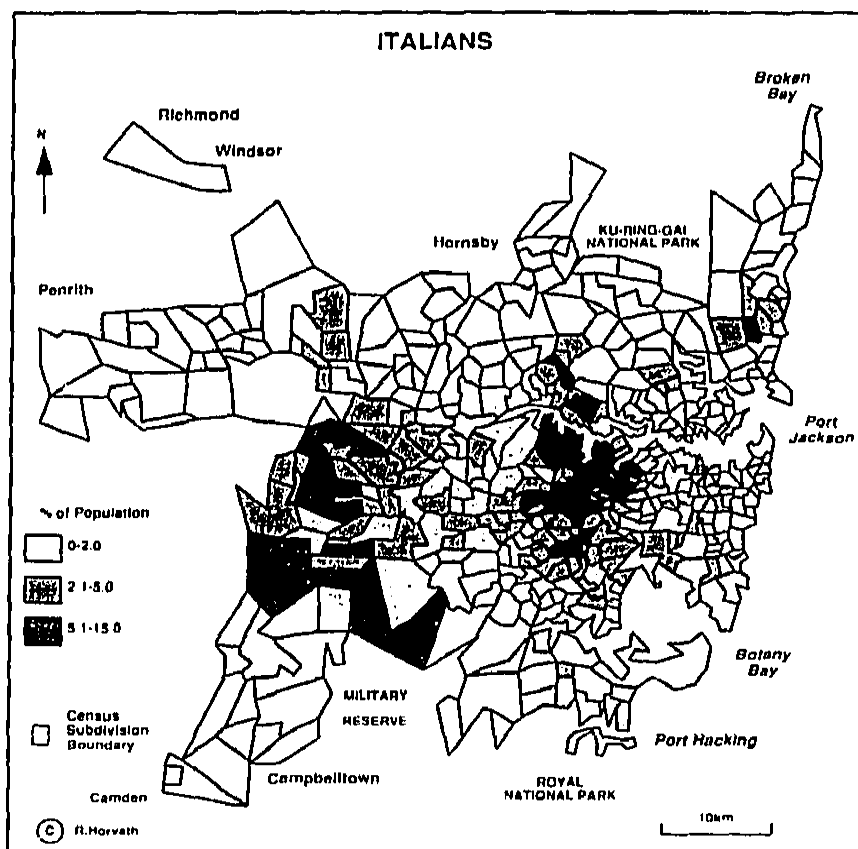 ITALIANS
Broken
Bay
Richmond
N
Windsor
Hornsby
KU-RING-GAI
NATIONAL PARK
Penrith
Port
Jackson
% of Population
0-2.0
2.1-5.0
5.1-15.0
Botany
Bay
MILITARY
RESERVE
Census
Subdivision
Boundary
Port Hacking
Campbelltown
Camden
ROYAL
NATIONAL PARK
10km
C R.Horvath